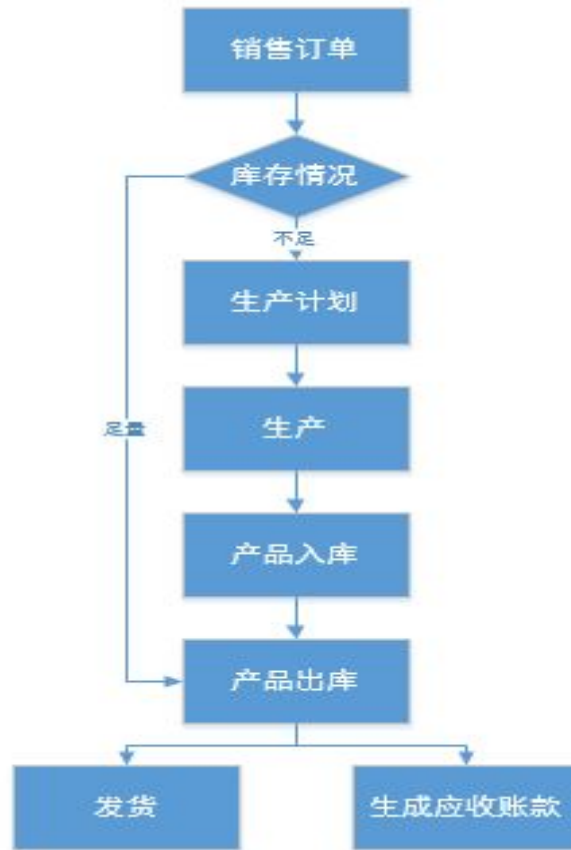 销售订单
库存情况
不足
生产计划
生产
足量
产品入库
产品出库
发货
生成应收账款